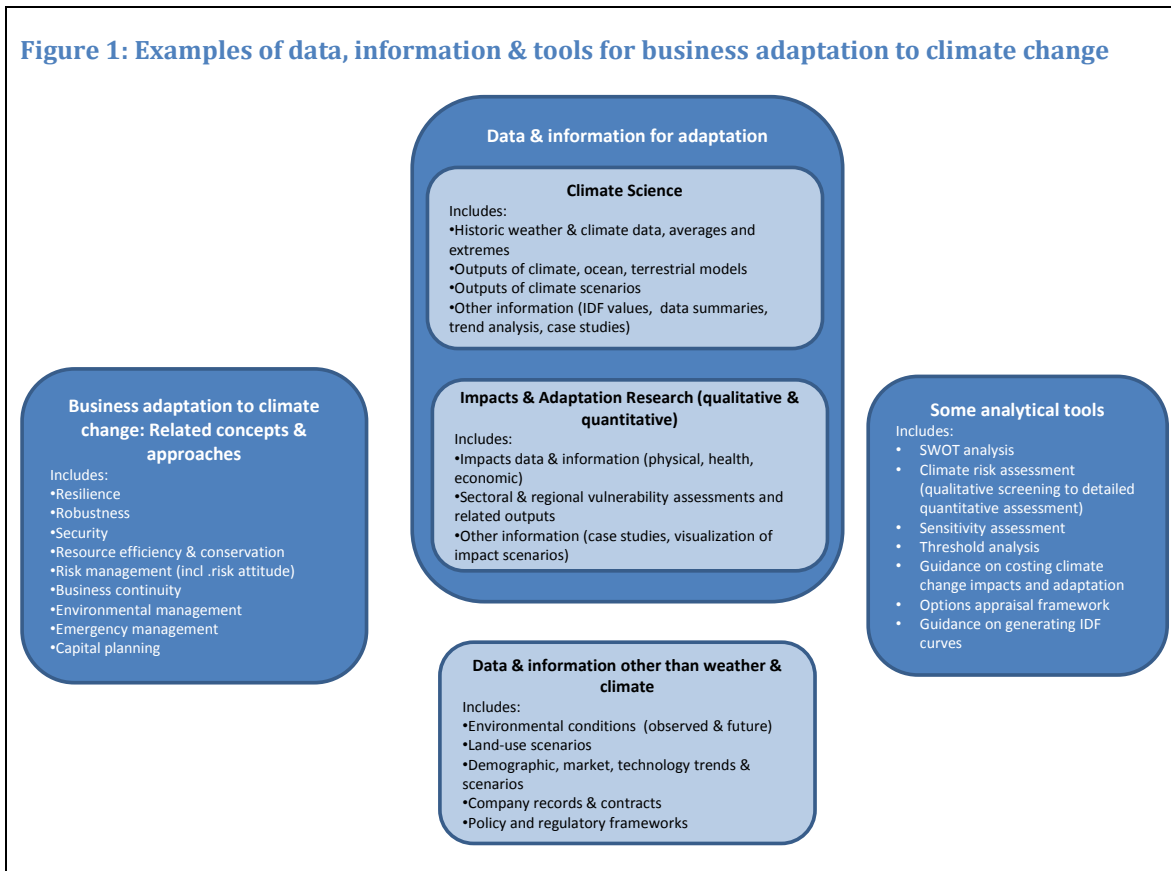 Figure 1: Examples of data, information & tools for business adaptation to climate change
Data & information for adaptation
Climate Science
Includes:
•Historic weather & climate data, averages and
extremes
•Outputs of climate, ocean, terrestrial models
•Outputs of climate scenarios
•Other information (IDF values,  data summaries,
trend analysis, case studies)
Impacts & Adaptation Research (qualitative &
quantitative)
Includes:
•Impacts data & information (physical, health,
economic)
•Sectoral & regional vulnerability assessments and
related outputs
•Other information (case studies, visualization of
impact scenarios)
Business adaptation to climate
change: Related concepts &
approaches
Includes:
•Resilience
•Robustness
•Security
•Resource efficiency & conservation
•Risk management (incl .risk attitude)
•Business continuity
•Environmental management
•Emergency management
•Capital planning
Some analytical tools
Includes:
• SWOT analysis
• Climate risk assessment
(qualitative screening to detailed
quantitative assessment)
• Sensitivity assessment
• Threshold analysis
• Guidance on costing climate
change impacts and adaptation
• Options appraisal framework
• Guidance on generating IDF
curves
Data & information other than weather &
climate
Includes:
•Environmental conditions  (observed & future)
•Land-use scenarios
•Demographic, market, technology trends &
scenarios
•Company records & contracts
•Policy and regulatory frameworks